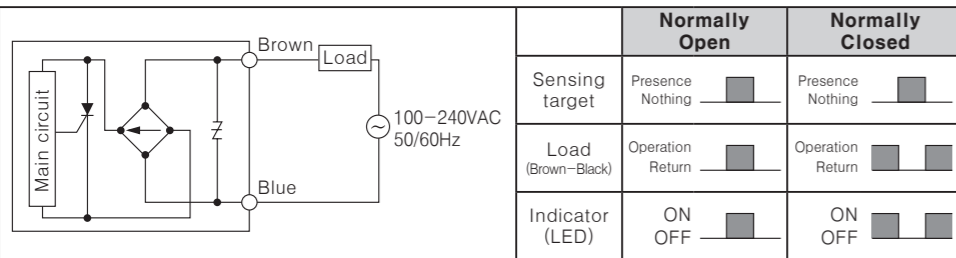 Brown
Load
Main circuit
100-240VAC
50/60Hz
Blue
Normally Open
Normally Closed
Sensing target
Presence
Nothing
Presence
Nothing
Load
(Brown-Black)
Operation
Return
Operation
Return
Indicator
(LED)
ON
OFF
ON
OFF